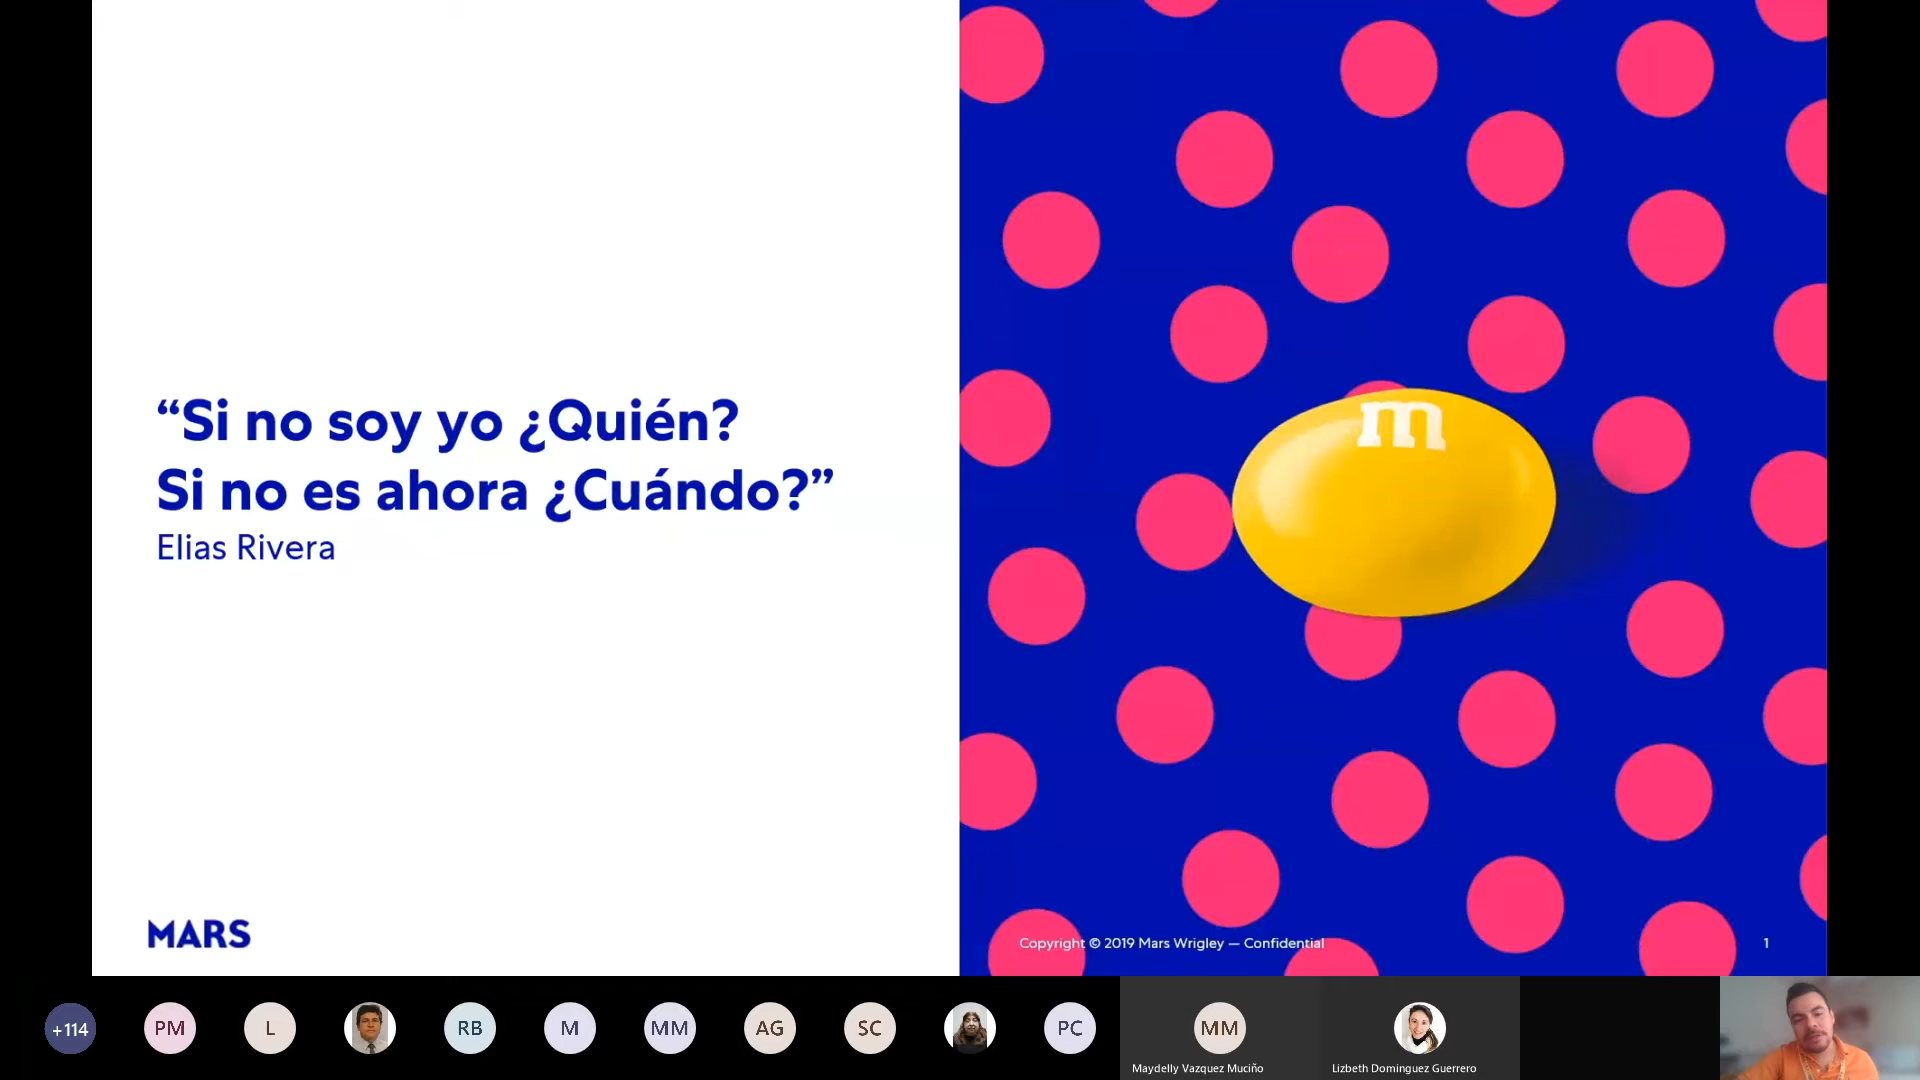 “Si no soy yo ¿Quién?
Si no es ahora ¿Cuándo?”
Elias Rivera
m
MARS
Copyright © 2019 Mars Wrigley — Confidential
1
+114
PM
L
RB
M
MM
AG
SC
PC
MM
Maydelly Vazquez Muciño
Lizbeth Dominguez Guerrero